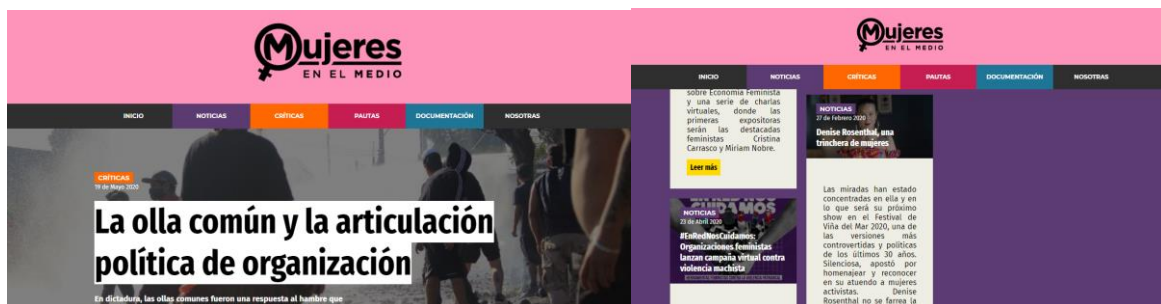 Mujeres
EN EL MEDIO
INICIO NOTICIAS CRÍTICAS PAUTAS DOCUMENTACIÓN NOSOTRAS
CRÍTICAS
19 de Mayo 2020
La olla común y la articulación
política de organización
En dictadura, las ollas comunes fueron una respuesta al hambre que
Mujeres
EN EL MEDIO
INICIO NOTICIAS CRÍTICAS PAUTAS DOCUMENTACIÓN NOSOTRAS
sobre Economía Feminista
y una serie de charlas
virtuales, donde las
primeras expositoras
serán las destacadas
feministas Cristina
Carrasco y Miriam Nobre.
Leer más
NOTICIAS
23 de Abril 2020
#EnRedNosCuidamos:
Organizaciones feministas
lanzan campaña virtual contra
violencia machista
NOTICIAS
27 de Febrero 2020
Denise Rosenthal, una
trinchera de mujeres
Las miradas han estado
concentradas en ella y en
lo que será su próximo
show en el Festival de
Viña del Mar 2020, una de
las versiones más
controvertidas y políticas
de los últimos 30 años.
Silenciosa, apostó por
homenajear y reconocer
en su atuendo a mujeres
activistas. Denise
Rosenthal no se farrea la